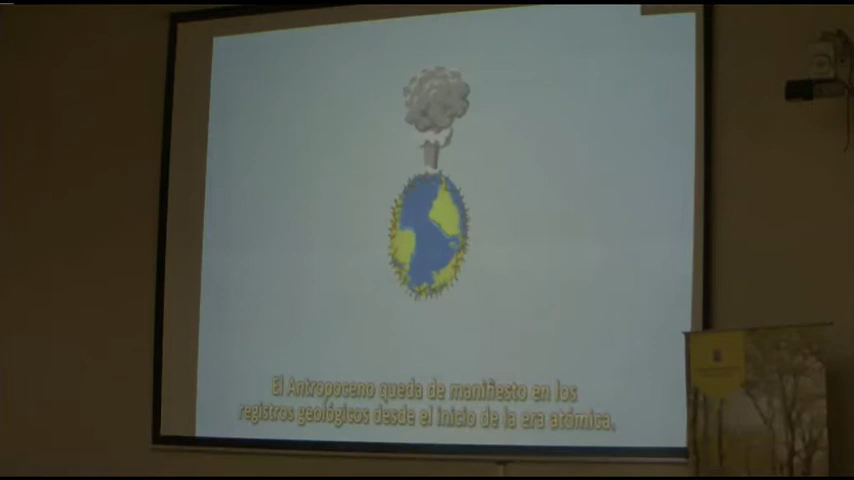 El Antropoceno queda de manifiesto en los
registros geológicos desde el inicio de la era atómica.